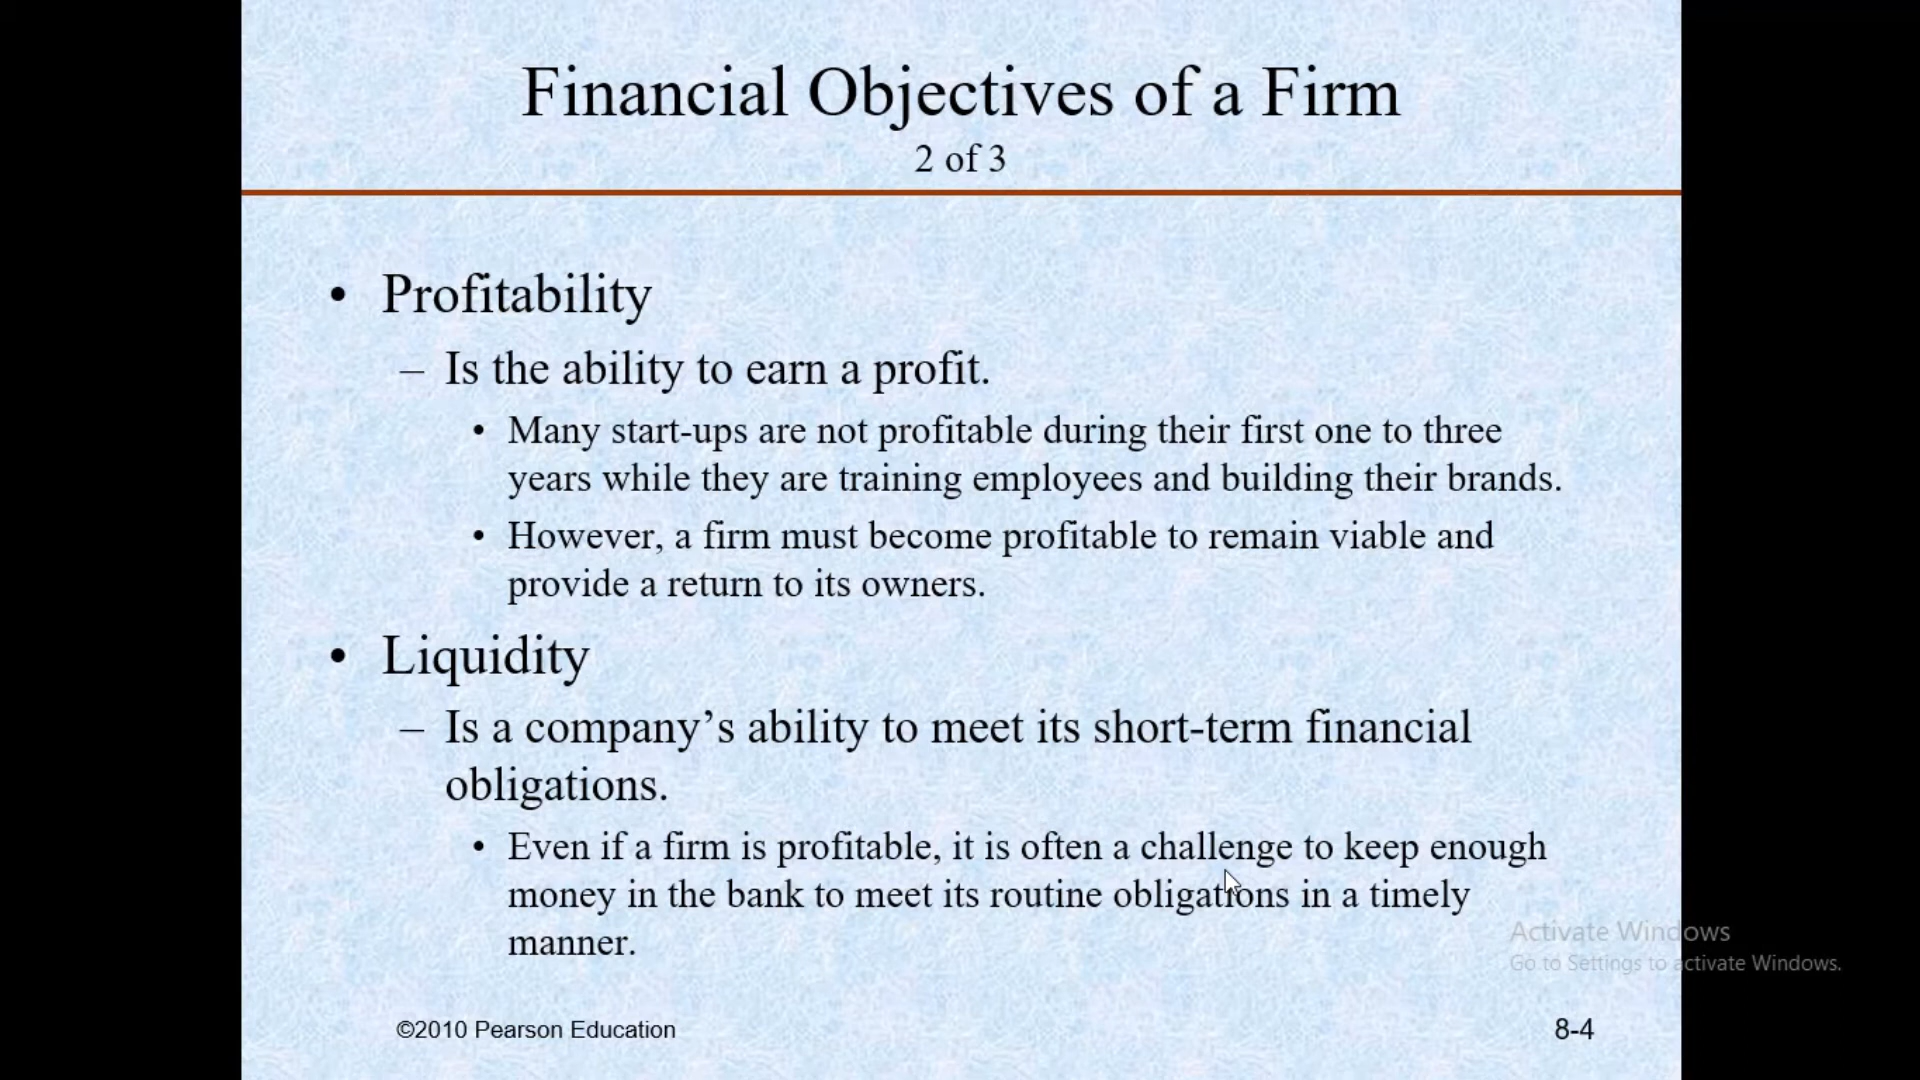 Financial Objectives of a Firm
2 of 3
• Profitability
– Is the ability to earn a profit.
• Many start-ups are not profitable during their first one to three
years while they are training employees and building their brands.
• However, a firm must become profitable to remain viable and
provide a return to its owners.
• Liquidity
– Is a company’s ability to meet its short-term financial
obligations.
• Even if a firm is profitable, it is often a challenge to keep enough
money in the bank to meet its routine obligations in a timely
manner.
Activate Windows
Go to Settings to activate Windows.
©2010 Pearson Education
8-4